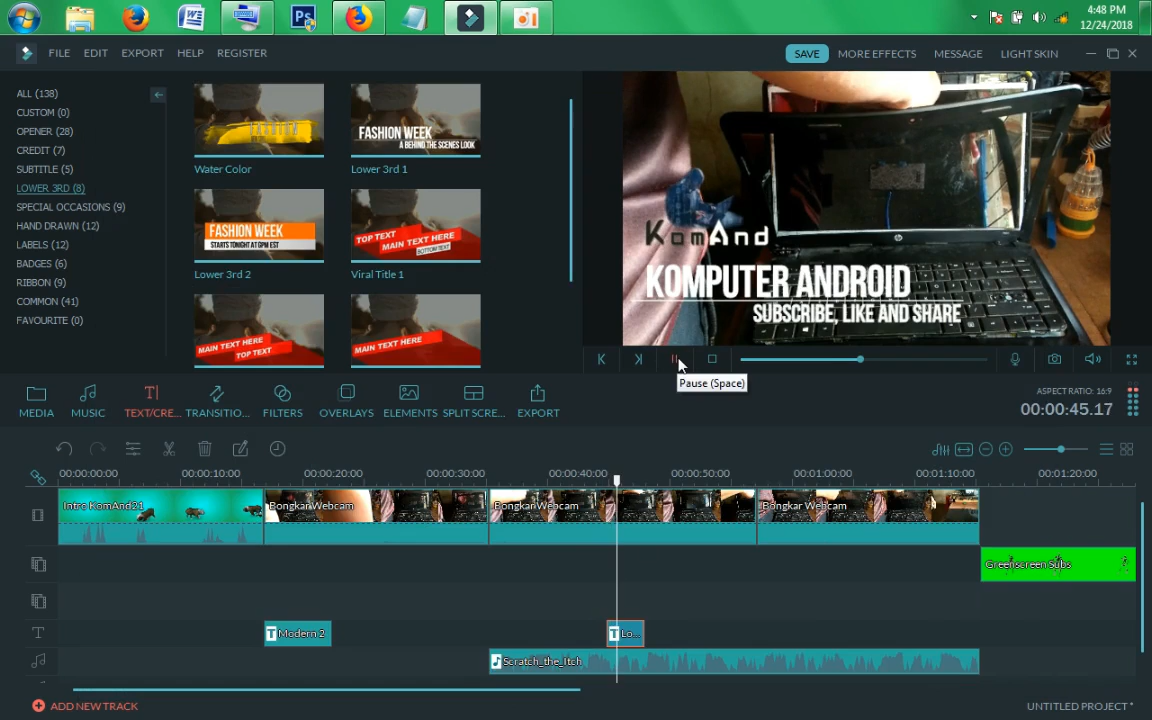 4:48 PM
12/24/2018
FILE EDIT EXPORT HELP REGISTER
SAVE MORE EFFECTS MESSAGE LIGHT SKIN
ALL (138)
CUSTOM (0)
OPENER (28)
CREDIT (7)
SUBTITLE (5)
LOWER 3RD (8)
SPECIAL OCCASIONS (9)
HAND DRAWN (12)
LABELS (12)
BADGES (6)
RIBBON (9)
COMMON (41)
FAVOURITE (0)
Water Color
FASHION WEEK
A BEHIND THE SCENES LOOK
Lower 3rd 1
FASHION WEEK
STARTS TONIGHT AT 6PM EST
Lower 3rd 2
TOP TEXT
MAIN TEXT HERE
BOTTOM TEXT
Viral Title 1
MAIN TEXT HERE
TOP TEXT
MAIN TEXT HERE
KomAnd
KOMPUTER ANDROID
SUBSCRIBE, LIKE AND SHARE
Pause (Space)
MEDIA MUSIC TEXT/CRE... TRANSITIO... FILTERS OVERLAYS ELEMENTS SPLIT SCRE... EXPORT
ASPECT RATIO: 16:9
00:00:45.17
00:00:00:00 00:00:10:00 00:00:20:00 00:00:30:00 00:00:40:00 00:00:50:00 00:01:00:00 00:01:10:00 00:01:20:00
Intro KomAnd21 Bongkar Webcam Bongkar Webcam Bongkar Webcam
Greenscreen Subs
T Modern 2 T Lo...
Scratch_the_Itch
ADD NEW TRACK
UNTITLED PROJECT *